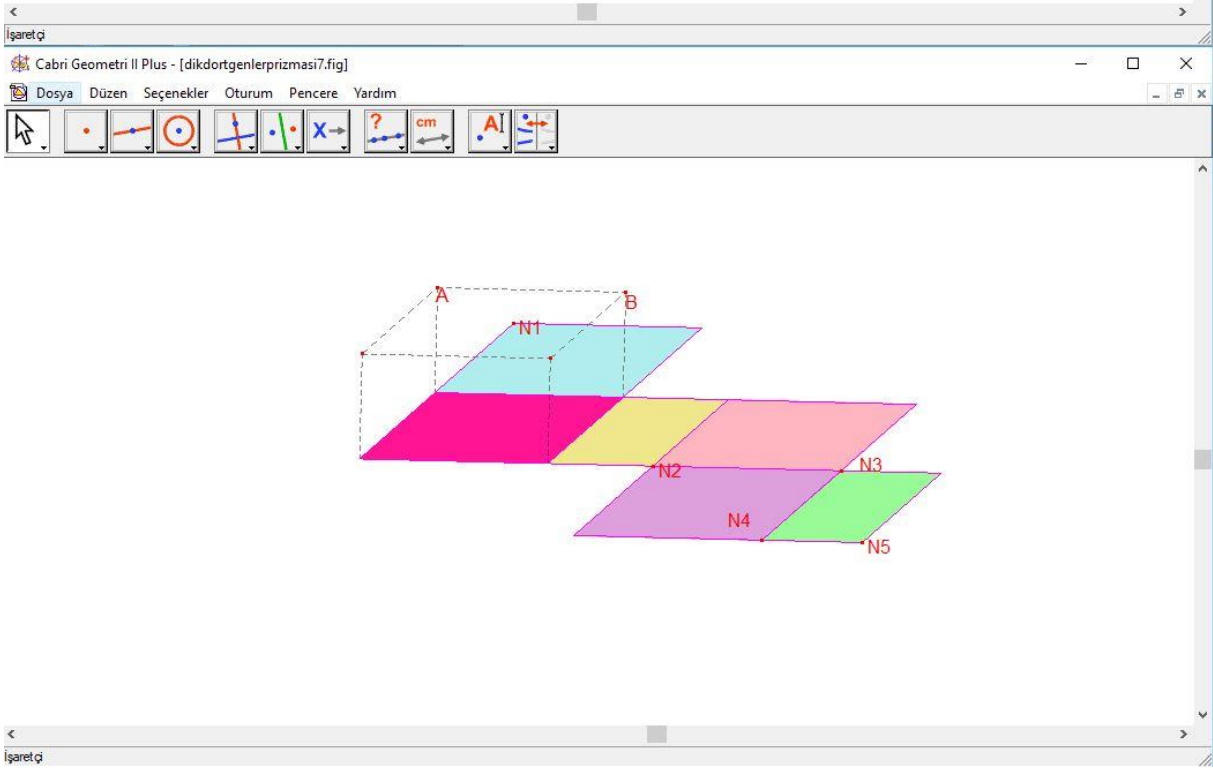 İşaretçi
Cabri Geometri II Plus - [dikdortgenlerprizmasi7.fig]
Dosya Düzen Seçenekler Oturum Pencere Yardım
X ? cm A
A
B
N1
N2
N3
N4
N5
İşaretçi